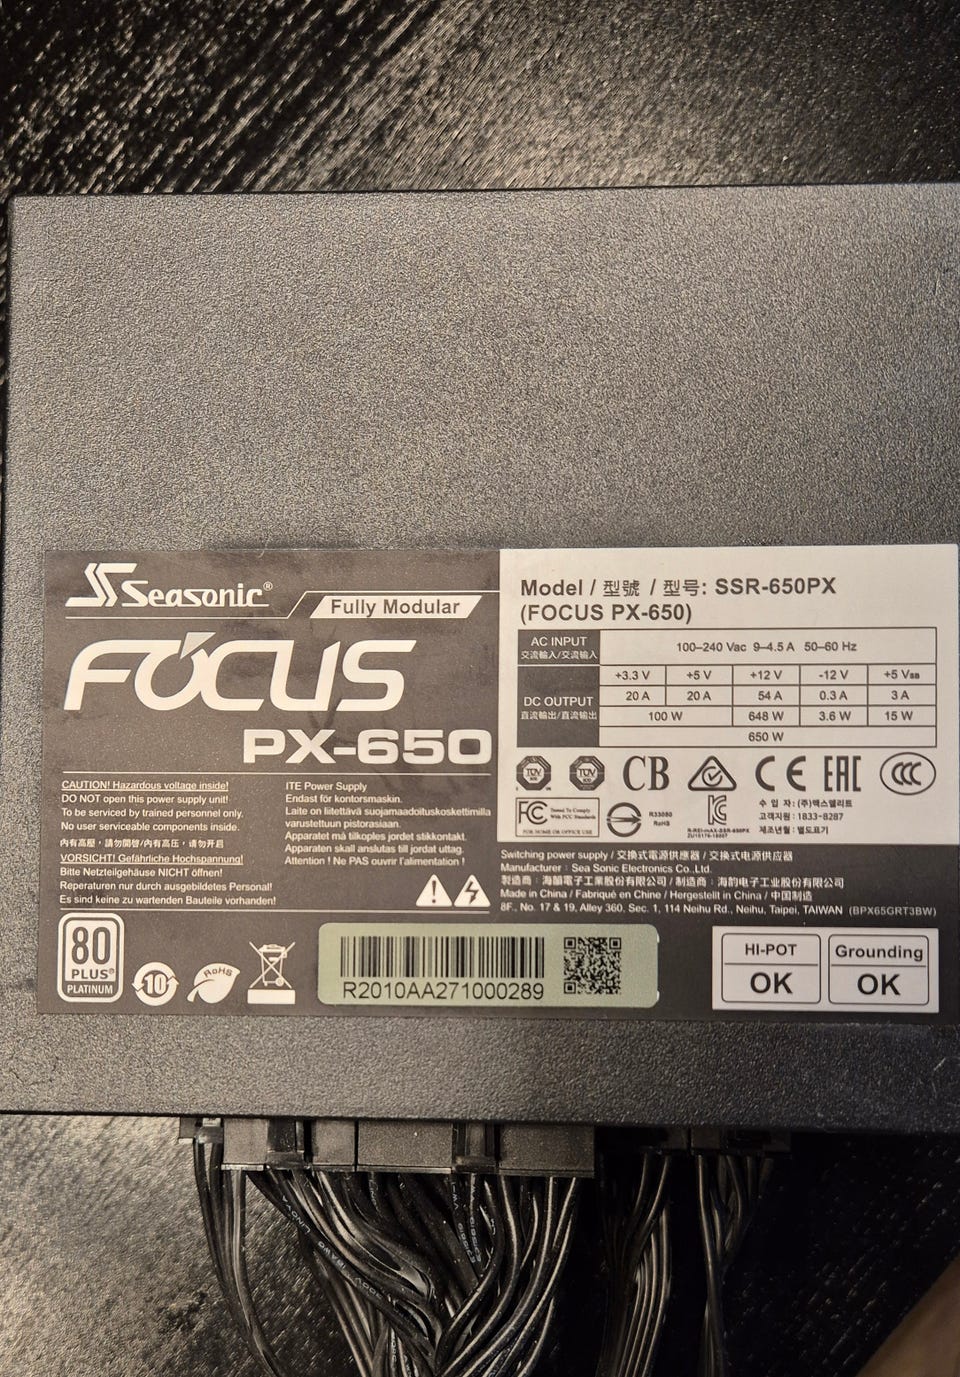 Seasonic®
Fully Modular
FOCUS
PX-650
CAUTION! Hazardous voltage inside!
DO NOT open this power supply unit!
To be serviced by trained personnel only.
No user serviceable components inside.
內有高壓，請勿開啓/内有高压，请勿开启
VORSICHT! Gefährliche Hochspannung!
Bitte Netzteilgehäuse NICHT öffnen!
Reperaturen nur durch ausgebildetes Personal!
Es sind keine zu wartenden Bauteile vorhanden!
ITE Power Supply
Endast för kontorsmaskin.
Laite on liitettävä suojamaadoituskoskettimilla
varustettuun pistorasiaan.
Apparatet må tilkoples jordet stikkontakt.
Apparaten skall anslutas till jordat uttag.
Attention ! Ne PAS ouvrir l'alimentation !
Model / 型號 / 型号: SSR-650PX
(FOCUS PX-650)
AC INPUT
交流輸入/交流输入
100–240 Vac 9–4.5 A 50–60 Hz
DC OUTPUT
直流輸出/直流输出
+3.3 V +5 V +12 V -12 V +5 VSB
20 A 20 A 54 A 0.3 A 3 A
100 W 648 W 3.6 W 15 W
650 W
TÜV TÜV CB CE EAC CCC
FC
Tested To Comply
With FCC Standards
FOR HOME OR OFFICE USE
R33080
RoHS
수 입 자 : (주)맥스엘리트
고객지원 : 1833-8287
제조년월 : 별도표기
Switching power supply / 交換式電源供應器 / 交换式电源供应器
Manufacturer : Sea Sonic Electronics Co.,Ltd.
製造商 : 海韻電子工業股份有限公司 / 制造商 : 海韵电子工业股份有限公司
Made in China / Fabriqué en Chine / Hergestellt in China / 中国制造
8F., No. 17 & 19, Alley 360, Sec. 1, 114 Neihu Rd., Neihu, Taipei, TAIWAN (BPX65GRT3BW)
80
PLUS®
PLATINUM
10
RoHS
R2010AA271000289
HI-POT
OK
Grounding
OK